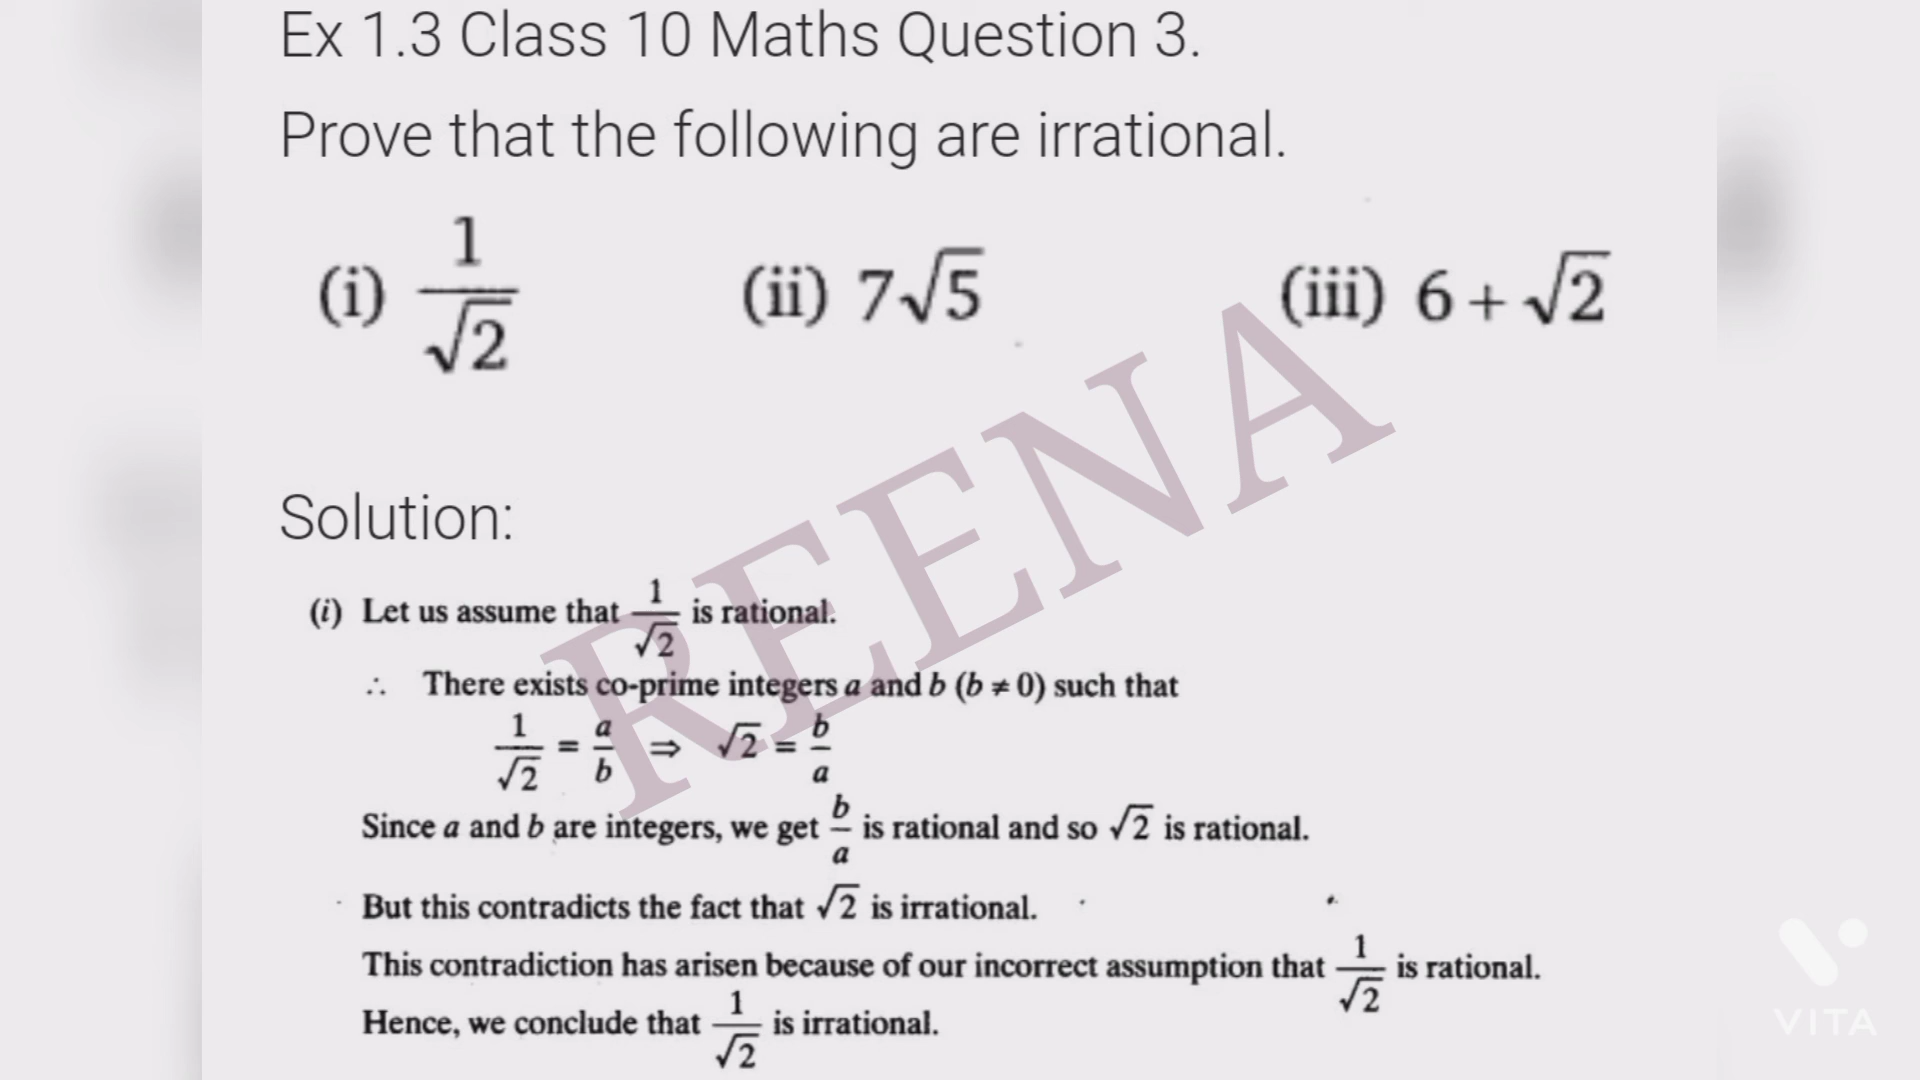 Ex 1.3 Class 10 Maths Question 3.
Prove that the following are irrational.
(i) 1/√2 (ii) 7√5 (iii) 6 + √2
Solution:
(i) Let us assume that 1/√2 is rational.
∴ There exists co-prime integers a and b (b ≠ 0) such that
1/√2 = a/b ⇒ √2 = b/a
Since a and b are integers, we get b/a is rational and so √2 is rational.
But this contradicts the fact that √2 is irrational.
This contradiction has arisen because of our incorrect assumption that 1/√2 is rational.
Hence, we conclude that 1/√2 is irrational.
REENA
VITA